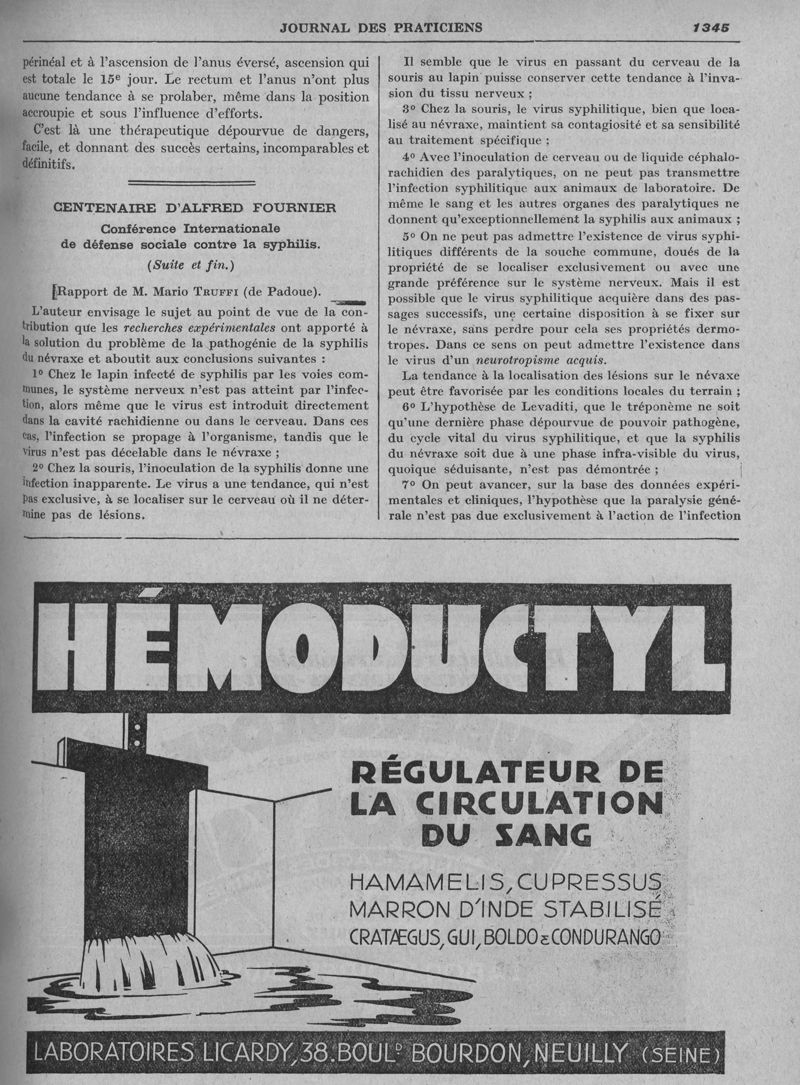 JOURNAL DES PRATICIENS 1345
périnéal et à l'ascension de l'anus éversé, ascension qui
est totale le 15e jour. Le rectum et l'anus n'ont plus
aucune tendance à se prolaber, même dans la position
accroupie et sous l'influence d'efforts.
C'est là une thérapeutique dépourvue de dangers,
facile, et donnant des succès certains, incomparables et
définitifs.
CENTENAIRE D'ALFRED FOURNIER
Conférence Internationale
de défense sociale contre la syphilis.
(Suite et fin.)
[Rapport de M. Mario TRUFFI (de Padoue).
L'auteur envisage le sujet au point de vue de la con-
tribution que les recherches expérimentales ont apporté à
la solution du problème de la pathogénie de la syphilis
du névraxe et aboutit aux conclusions suivantes :
1° Chez le lapin infecté de syphilis par les voies com-
munes, le système nerveux n'est pas atteint par l'infec-
tion, alors même que le virus est introduit directement
dans la cavité rachidienne ou dans le cerveau. Dans ces
cas, l'infection se propage à l'organisme, tandis que le
virus n'est pas décelable dans le névraxe ;
2° Chez la souris, l'inoculation de la syphilis donne une
infection inapparente. Le virus a une tendance, qui n'est
pas exclusive, à se localiser sur le cerveau où il ne déter-
mine pas de lésions.
Il semble que le virus en passant du cerveau de la
souris au lapin puisse conserver cette tendance à l'inva-
sion du tissu nerveux ;
3° Chez la souris, le virus syphilitique, bien que loca-
lisé au névraxe, maintient sa contagiosité et sa sensibilité
au traitement spécifique ;
4° Avec l'inoculation de cerveau ou de liquide céphalo-
rachidien des paralytiques, on ne peut pas transmettre
l'infection syphilitique aux animaux de laboratoire. De
même le sang et les autres organes des paralytiques ne
donnent qu'exceptionnellement la syphilis aux animaux ;
5° On ne peut pas admettre l'existence de virus syphi-
litiques différents de la souche commune, doués de la
propriété de se localiser exclusivement ou avec une
grande préférence sur le système nerveux. Mais il est
possible que le virus syphilitique acquière dans des pas-
sages successifs, une certaine disposition à se fixer sur
le névraxe, sans perdre pour cela ses propriétés dermo-
tropes. Dans ce sens on peut admettre l'existence dans
le virus d'un neurotropisme acquis.
La tendance à la localisation des lésions sur le névaxe
peut être favorisée par les conditions locales du terrain ;
6° L'hypothèse de Levaditi, que le tréponème ne soit
qu'une dernière phase dépourvue de pouvoir pathogène,
du cycle vital du virus syphilitique, et que la syphilis
du névraxe soit due à une phase infra-visible du virus,
quoique séduisante, n'est pas démontrée ;
7° On peut avancer, sur la base des données expéri-
mentales et cliniques, l'hypothèse que la paralysie géné-
rale n'est pas due exclusivement à l'action de l'infection
HÉMODUCTYL
RÉGULATEUR DE
LA CIRCULATION
DU SANG
HAMAMELIS, CUPRESSUS
MARRON D'INDE STABILISÉ
CRATÆGUS, GUI, BOLDO & CONDURANGO
LABORATOIRES LICARDY, 38. BOULD BOURDON, NEUILLY (SEINE)